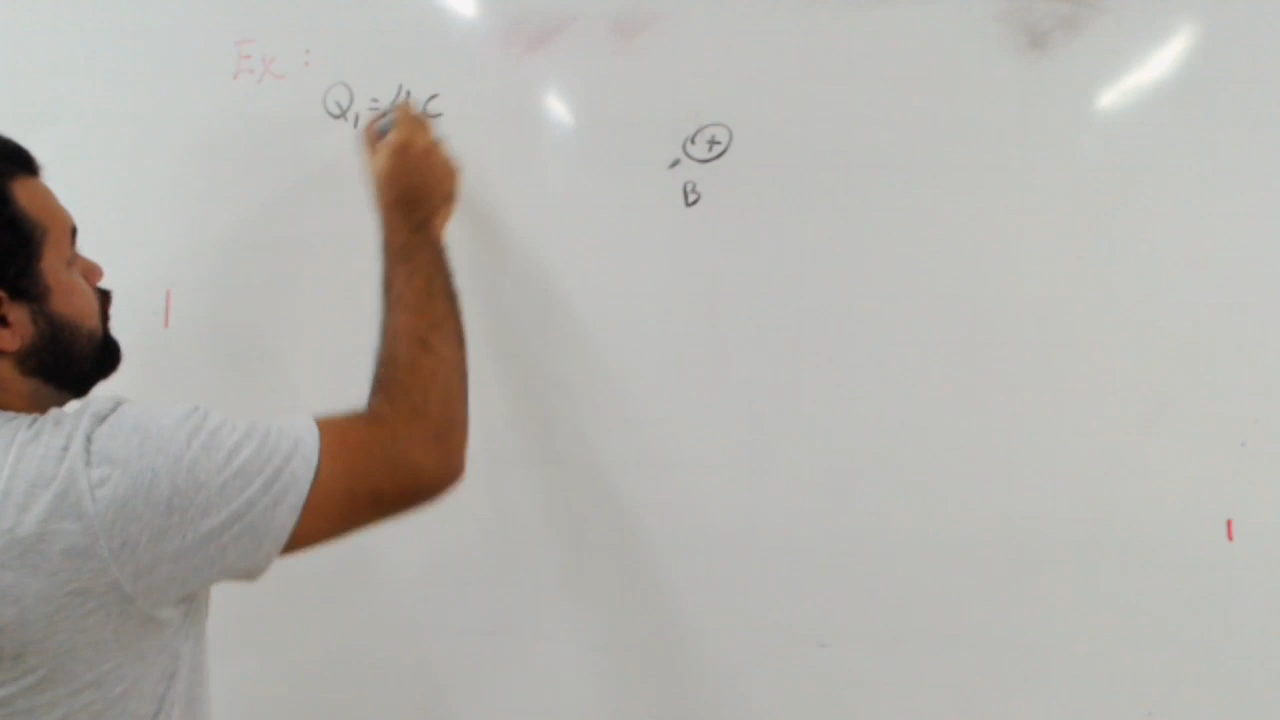 Ex :
Q₁ = C
+
B